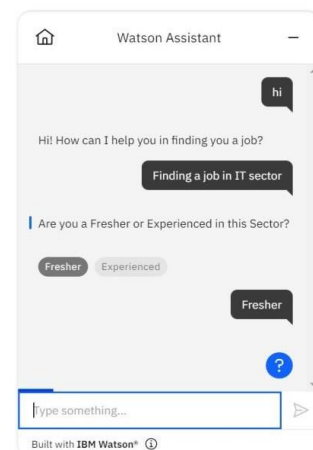 Watson Assistant
hi
Hi! How can I help you in finding you a job?
Finding a job in IT sector
Are you a Fresher or Experienced in this Sector?
Fresher Experienced
Fresher
?
Type something...
Built with IBM Watson® i